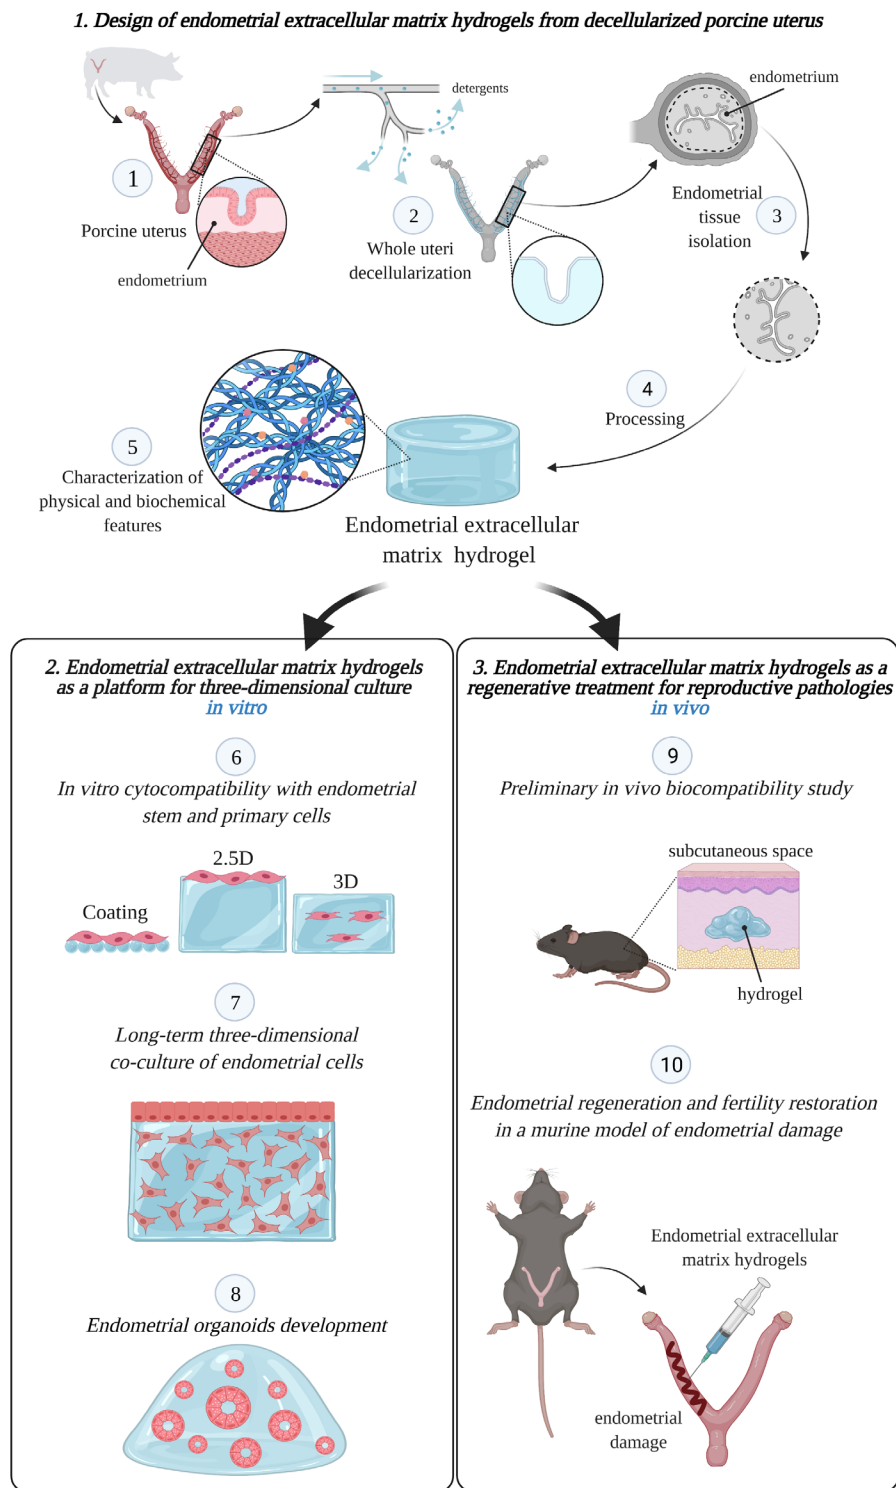 1. Design of endometrial extracellular matrix hydrogels from decellularized porcine uterus
1
Porcine uterus
endometrium
detergents
2
Whole uteri
decellularization
endometrium
Endometrial
tissue
isolation
3
4
Processing
5
Characterization of
physical and biochemical
features
Endometrial extracellular
matrix hydrogel
2. Endometrial extracellular matrix hydrogels
as a platform for three-dimensional culture
in vitro
6
In vitro cytocompatibility with endometrial
stem and primary cells
Coating
2.5D
3D
7
Long-term three-dimensional
co-culture of endometrial cells
8
Endometrial organoids development
3. Endometrial extracellular matrix hydrogels as a
regenerative treatment for reproductive pathologies
in vivo
9
Preliminary in vivo biocompatibility study
subcutaneous space
hydrogel
10
Endometrial regeneration and fertility restoration
in a murine model of endometrial damage
Endometrial extracellular
matrix hydrogels
endometrial
damage